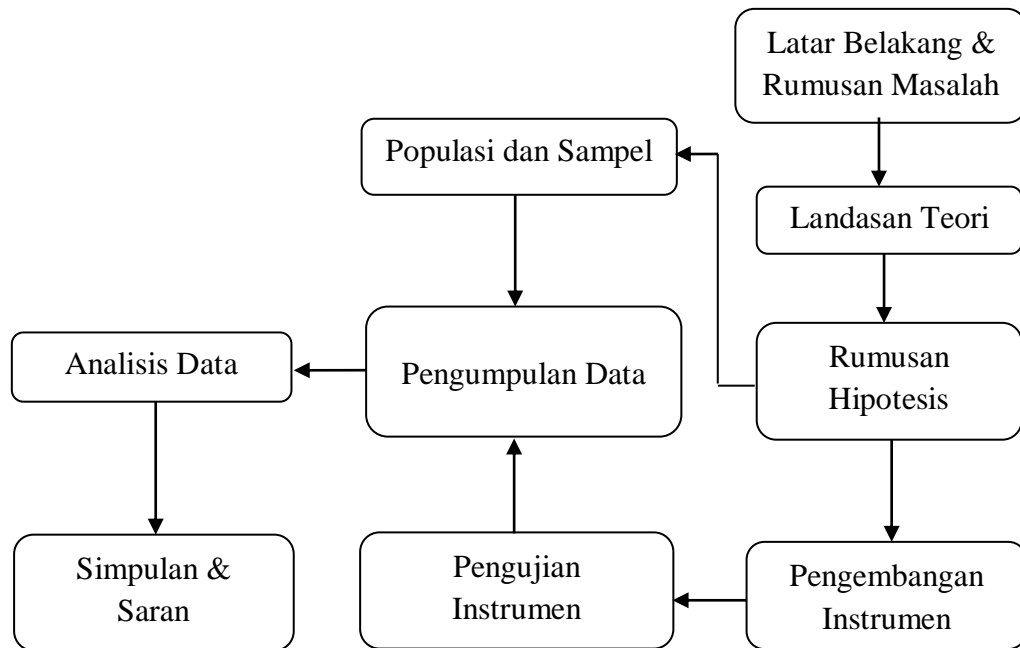 Latar Belakang &
Rumusan Masalah
Populasi dan Sampel
Landasan Teori
Analisis Data
Pengumpulan Data
Rumusan
Hipotesis
Simpulan &
Saran
Pengujian
Instrumen
Pengembangan
Instrumen